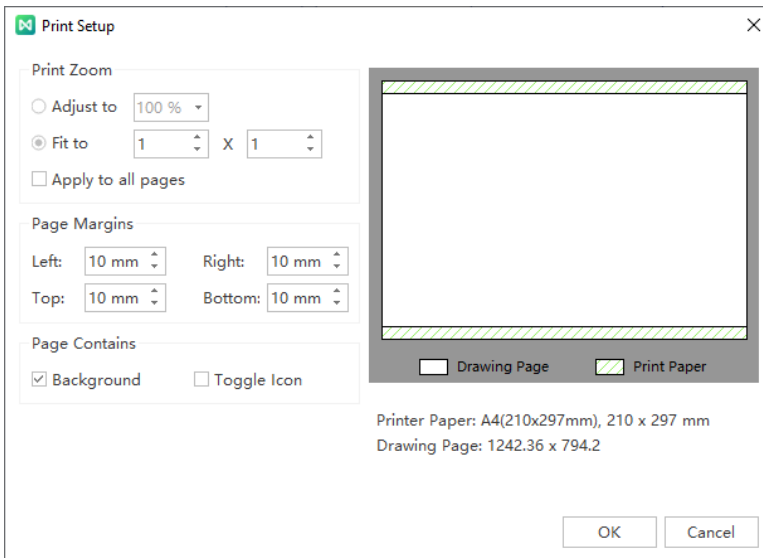 Print Setup
Print Zoom
Adjust to 100 %
Fit to 1 X 1
Apply to all pages
Page Margins
Left: 10 mm Right: 10 mm
Top: 10 mm Bottom: 10 mm
Page Contains
Background Toggle Icon
Drawing Page Print Paper
Printer Paper: A4(210x297mm), 210 x 297 mm
Drawing Page: 1242.36 x 794.2
OK Cancel